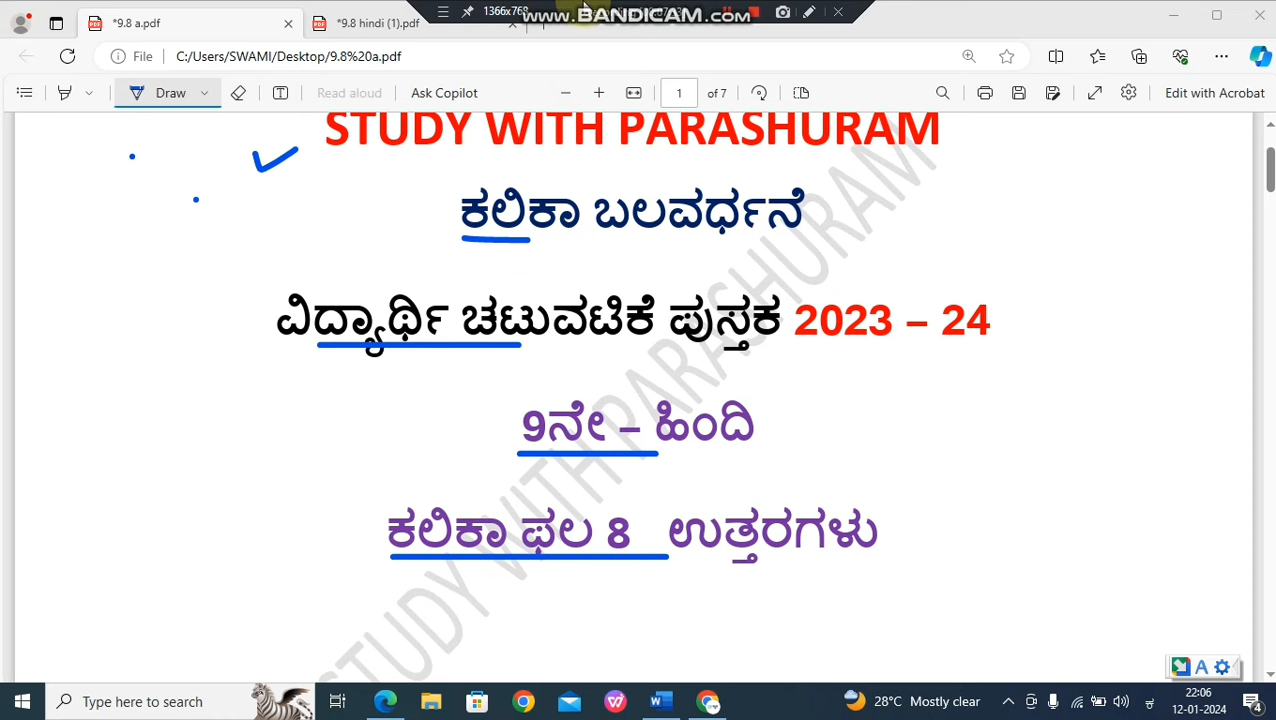 *9.8 a.pdf
*9.8 hindi (1).pdf
1366x768
www.BANDICAM.com
File C:/Users/SWAMI/Desktop/9.8%20a.pdf
Draw Read aloud Ask Copilot 1 of 7 Edit with Acrobat
STUDY WITH PARASHURAM
ಕಲಿಕಾ ಬಲವರ್ಧನೆ
ವಿದ್ಯಾರ್ಥಿ ಚಟುವಟಿಕೆ ಪುಸ್ತಕ 2023 – 24
9ನೇ – ಹಿಂದಿ
ಕಲಿಕಾ ಫಲ 8 ಉತ್ತರಗಳು
STUDY WITH PARASHURAM
A
Type here to search
28°C Mostly clear
22:06
12-01-2024
4